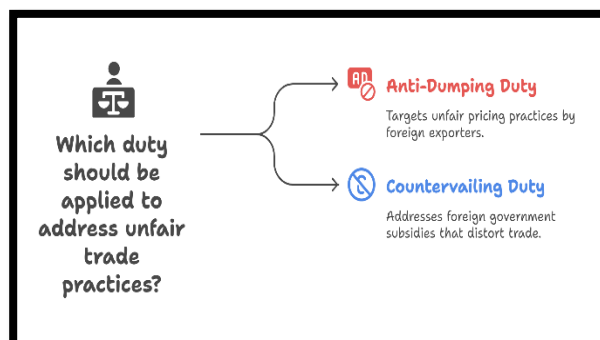 Which duty
should be
applied to
address unfair
trade
practices?
AD
Anti-Dumping Duty
Targets unfair pricing practices by
foreign exporters.
Countervailing Duty
Addresses foreign government
subsidies that distort trade.